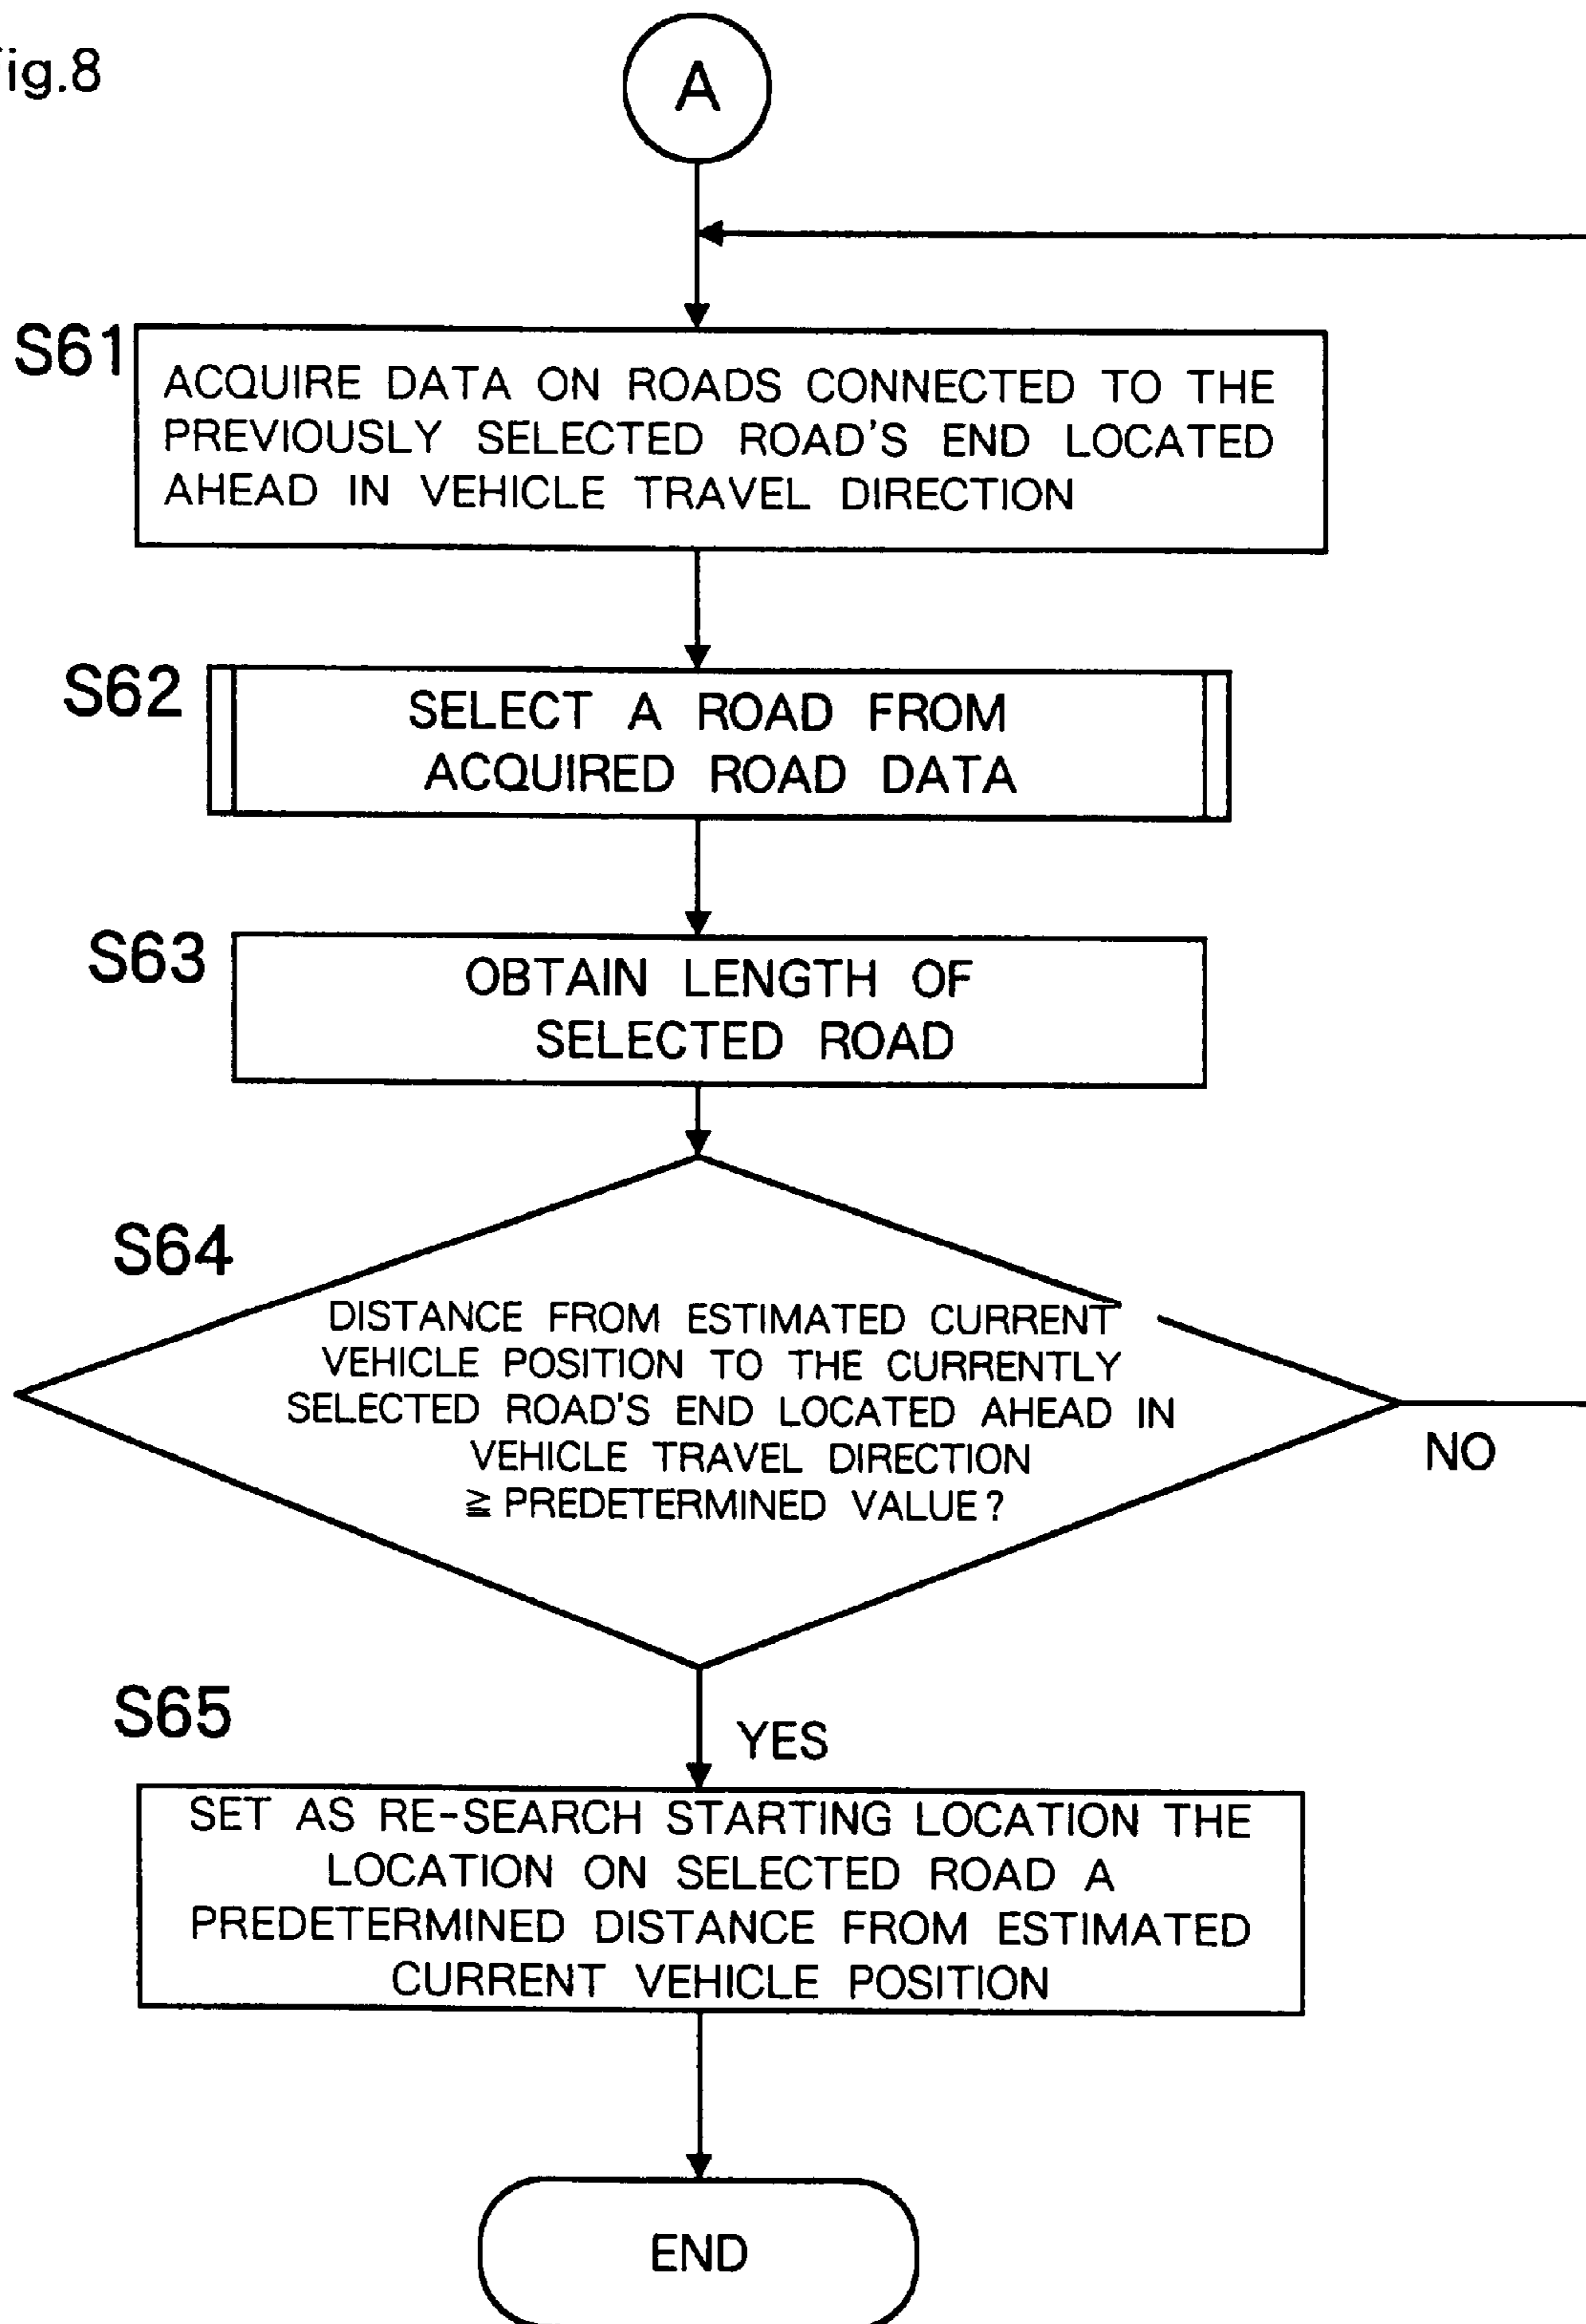 ig.8
A
S61
ACQUIRE DATA ON ROADS CONNECTED TO THE
PREVIOUSLY SELECTED ROAD'S END LOCATED
AHEAD IN VEHICLE TRAVEL DIRECTION
S62
SELECT A ROAD FROM
ACQUIRED ROAD DATA
S63
OBTAIN LENGTH OF
SELECTED ROAD
S64
DISTANCE FROM ESTIMATED CURRENT
VEHICLE POSITION TO THE CURRENTLY
SELECTED ROAD'S END LOCATED AHEAD IN
VEHICLE TRAVEL DIRECTION
≧ PREDETERMINED VALUE?
NO
YES
S65
SET AS RE-SEARCH STARTING LOCATION THE
LOCATION ON SELECTED ROAD A
PREDETERMINED DISTANCE FROM ESTIMATED
CURRENT VEHICLE POSITION
END